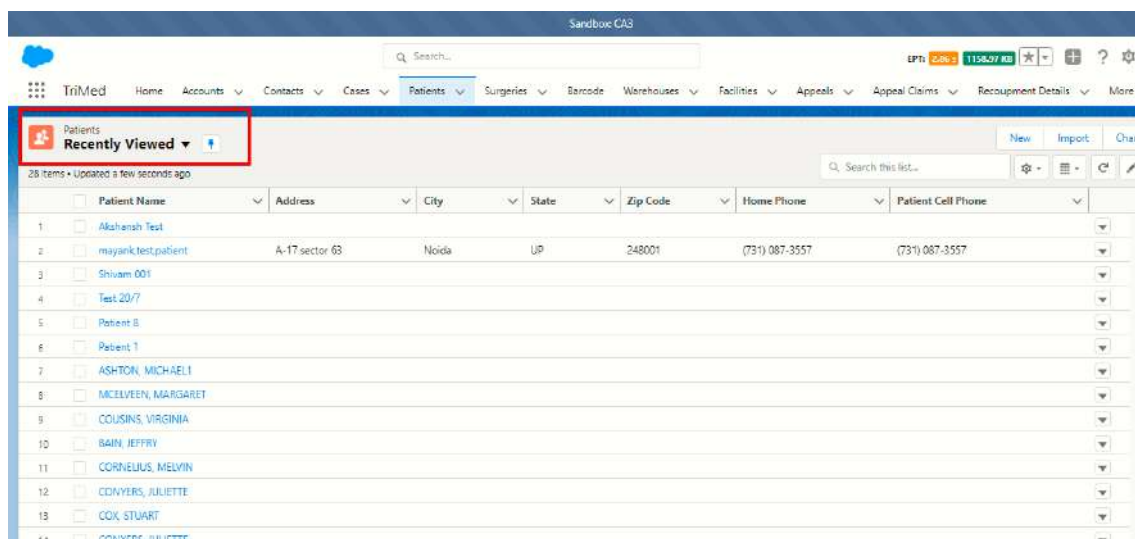 Sandbox: CA3
Search...
EPT: 2.06 s 1158.97 KB
TriMed Home Accounts Contacts Cases Patients Surgeries Barcode Warehouses Facilities Appeals Appeal Claims Recoupment Details More
Patients
Recently Viewed
New Import Cha
28 items • Updated a few seconds ago
Search this list...
Patient Name Address City State Zip Code Home Phone Patient Cell Phone
1 Akshansh Test
2 mayank,test,patient A-17 sector 63 Noida UP 248001 (731) 087-3557 (731) 087-3557
3 Shivam 001
4 Test 20/7
5 Patient 8
6 Patient 1
7 ASHTON, MICHAEL1
8 MCELVEEN, MARGARET
9 COUSINS, VIRGINIA
10 BAIN, JEFFRY
11 CORNELIUS, MELVIN
12 CONYERS, JULIETTE
13 COX, STUART
14 CONYERS, JULIETTE